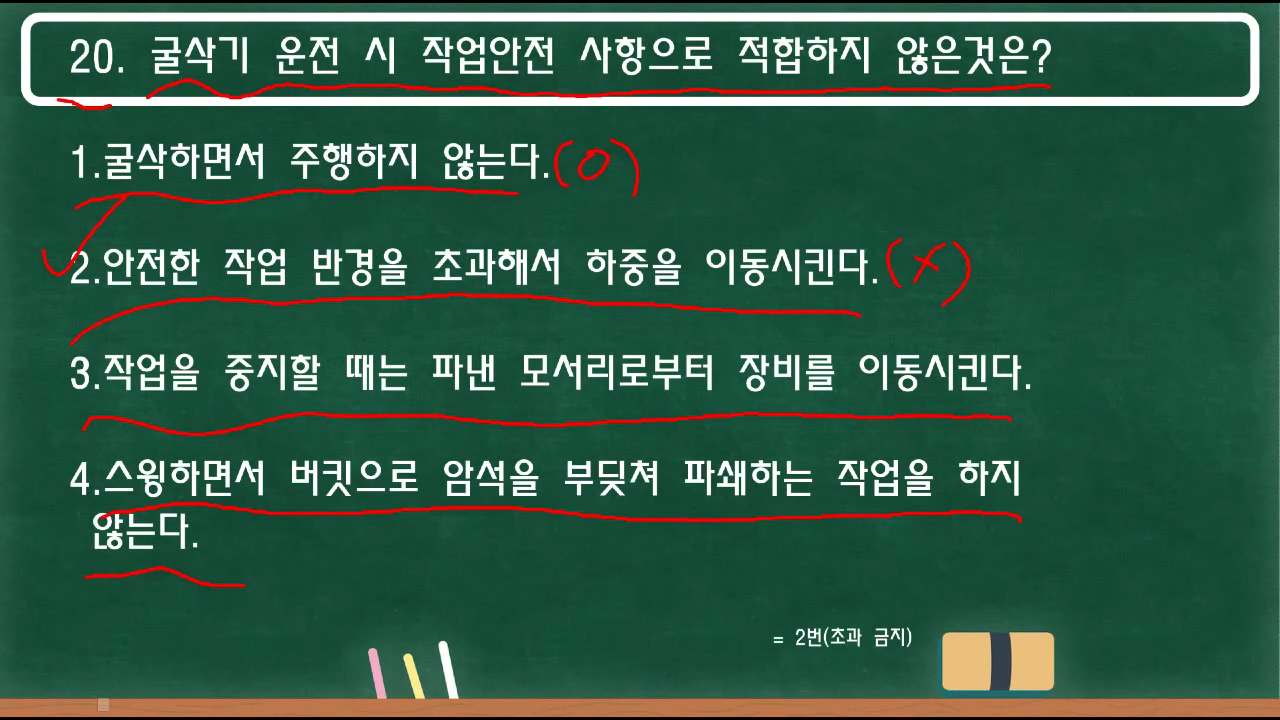 20. 굴삭기 운전 시 작업안전 사항으로 적합하지 않은것은?
1.굴삭하면서 주행하지 않는다.(O)
2.안전한 작업 반경을 초과해서 하중을 이동시킨다.(X)
3.작업을 중지할 때는 파낸 모서리로부터 장비를 이동시킨다.
4.스윙하면서 버킷으로 암석을 부딪쳐 파쇄하는 작업을 하지
않는다.
= 2번(초과 금지)